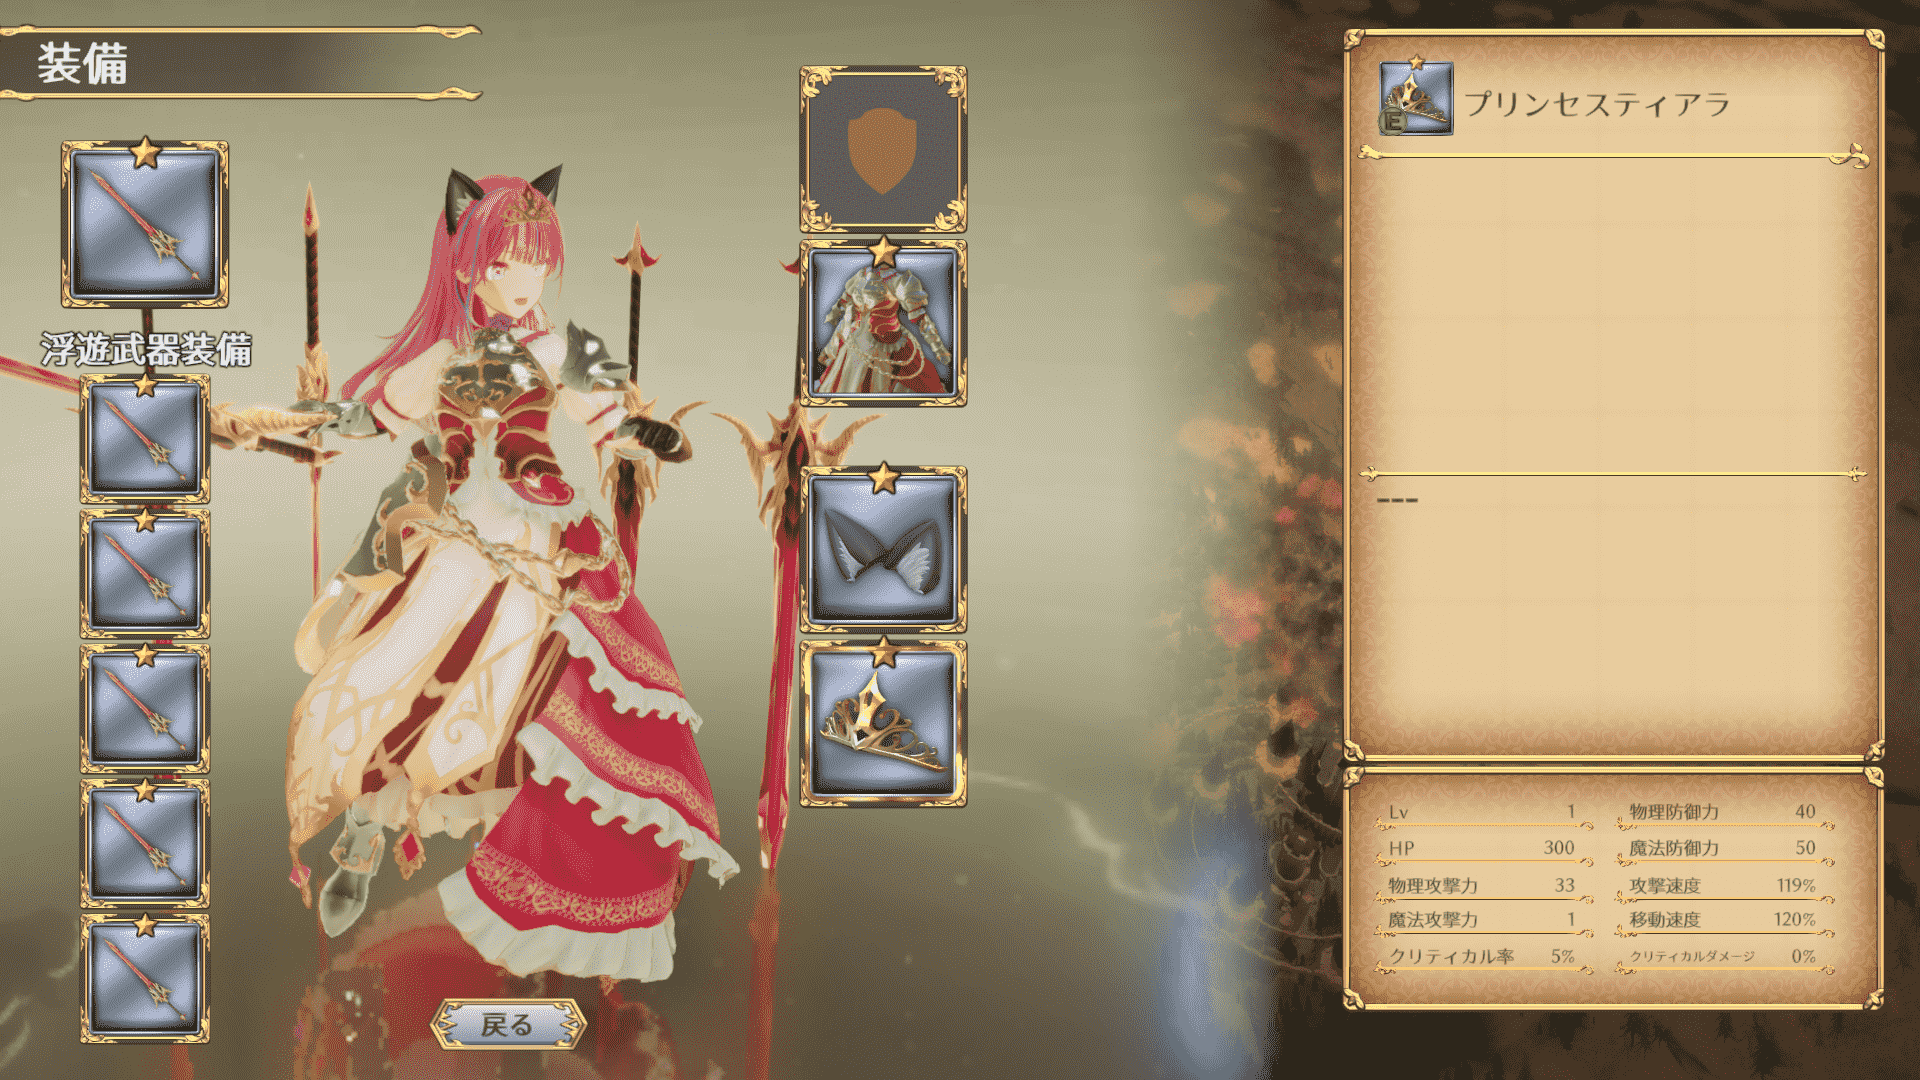 装備
浮遊武器装備
戻る
E
プリンセスティアラ
---
Lv 1
HP 300
物理攻撃力 33
魔法攻撃力 1
クリティカル率 5%
物理防御力 40
魔法防御力 50
攻撃速度 119%
移動速度 120%
クリティカルダメージ 0%